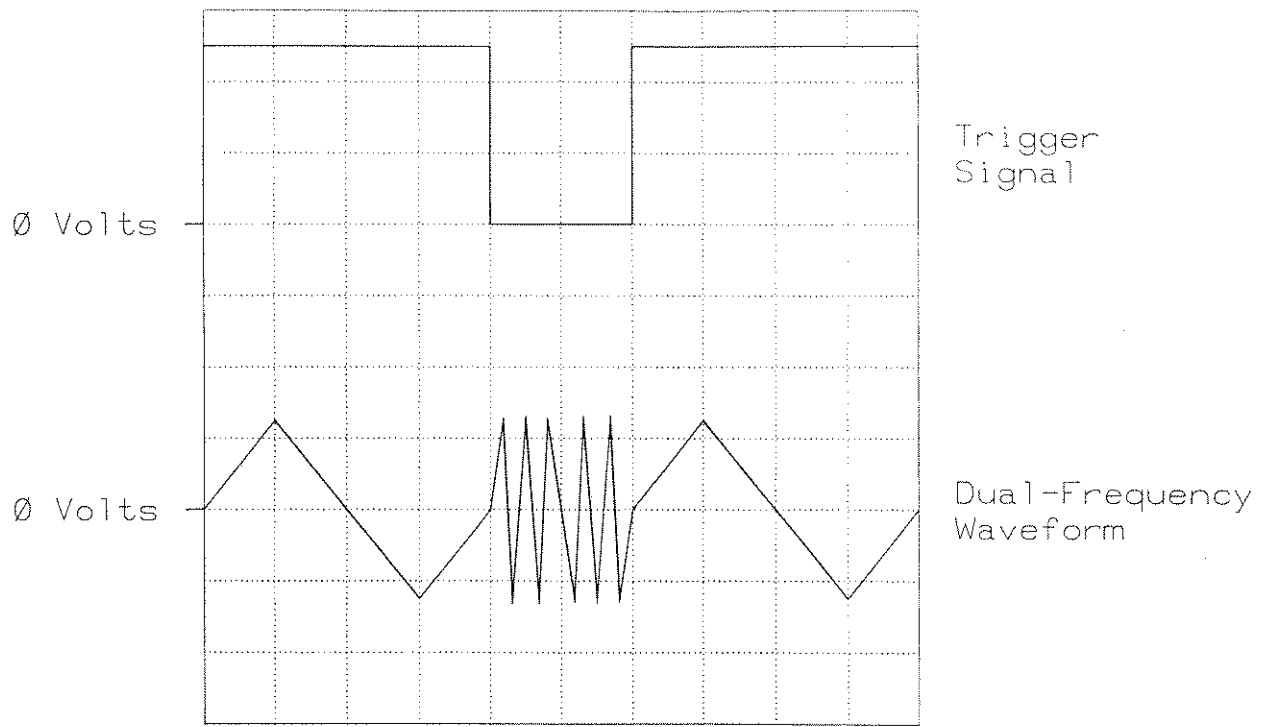 Trigger
Signal
Ø Volts
Ø Volts
Dual-Frequency
Waveform